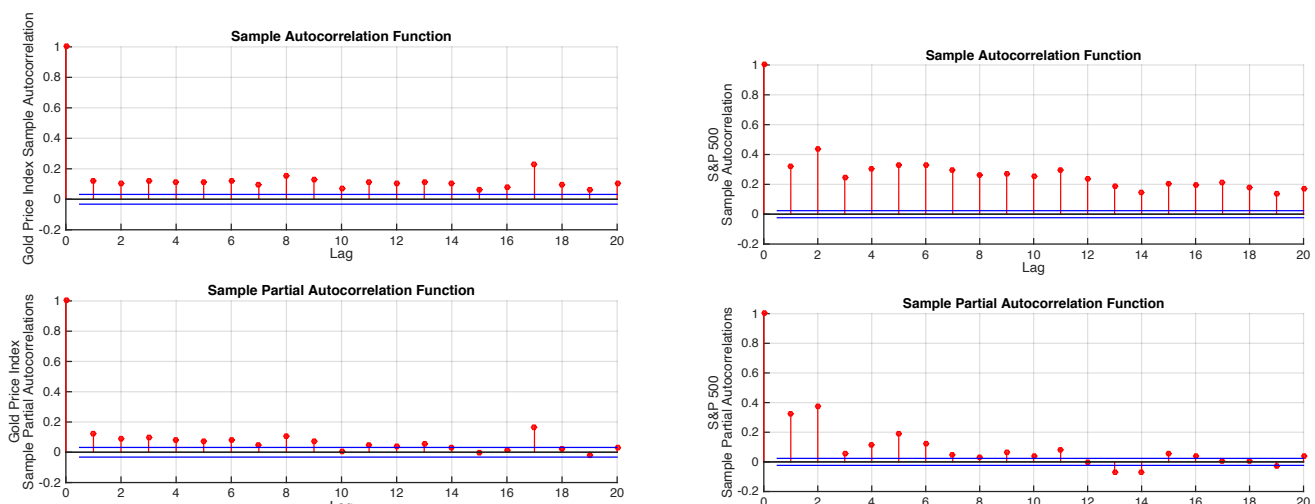 Sample Autocorrelation Function
Gold Price Index Sample Autocorrelation
1
0.8
0.6
0.4
0.2
0
-0.2
0 2 4 6 8 10 12 14 16 18 20
Lag
Sample Partial Autocorrelation Function
Gold Price Index
Sample Partial Autocorrelations
1
0.8
0.6
0.4
0.2
0
-0.2
0 2 4 6 8 10 12 14 16 18 20
Sample Autocorrelation Function
S&P 500
Sample Autocorrelation
1
0.8
0.6
0.4
0.2
0
-0.2
0 2 4 6 8 10 12 14 16 18 20
Lag
Sample Partial Autocorrelation Function
S&P 500
Sample Partial Autocorrelations
1
0.8
0.6
0.4
0.2
0
-0.2
0 2 4 6 8 10 12 14 16 18 20